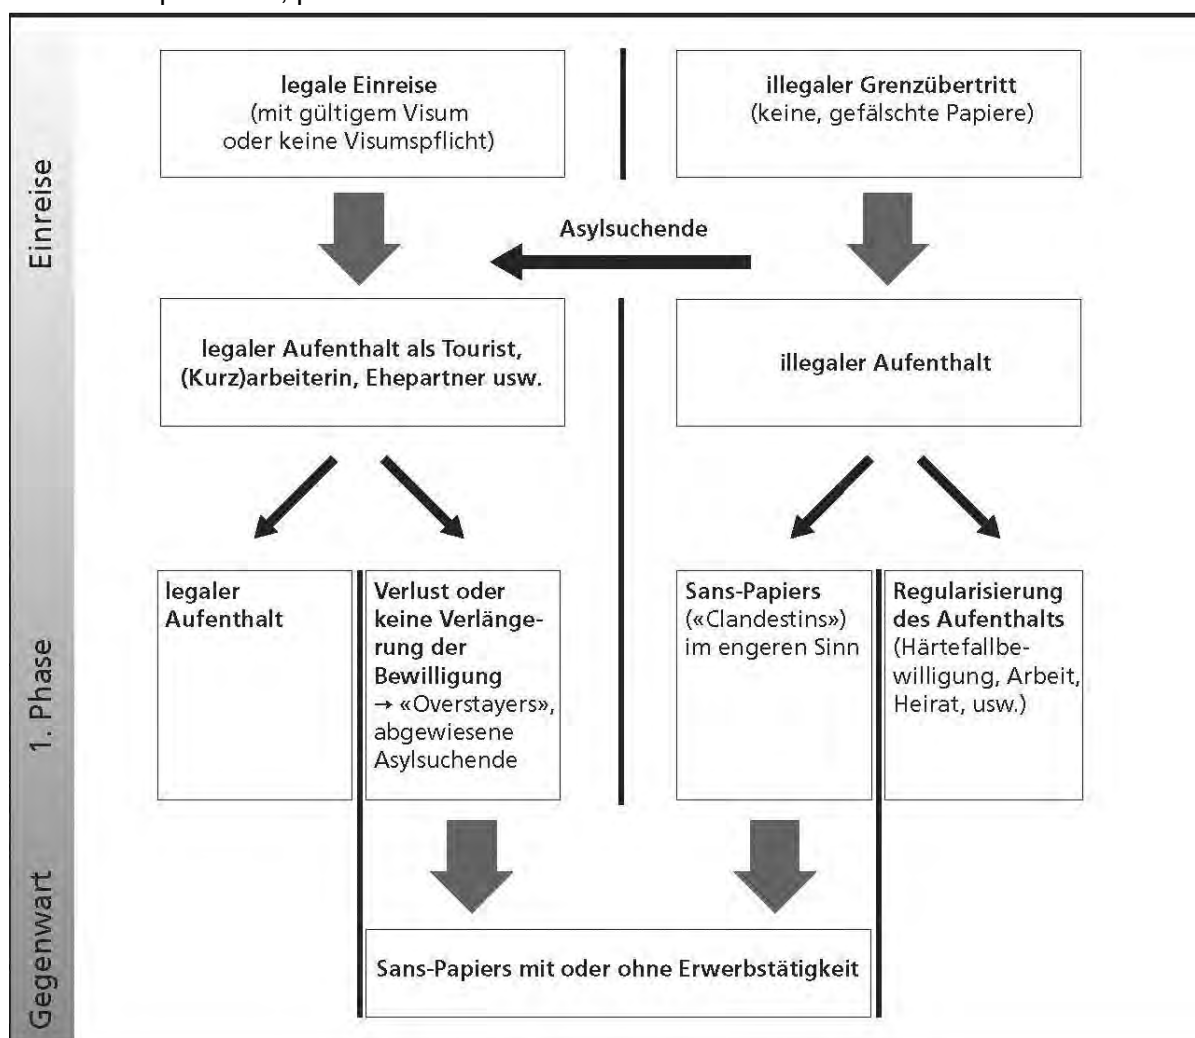 legale Einreise
(mit gültigem Visum
oder keine Visumspflicht)
illegaler Grenzübertritt
(keine, gefälschte Papiere)
Einreise
Asylsuchende
legaler Aufenthalt als Tourist,
(Kurz)arbeiterin, Ehepartner usw.
illegaler Aufenthalt
1. Phase
legaler
Aufenthalt
Verlust oder
keine Verlänge-
rung der
Bewilligung
→ «Overstayers»,
abgewiesene
Asylsuchende
Sans-Papiers
(«Clandestins»)
im engeren Sinn
Regularisierung
des Aufenthalts
(Härtefallbe-
willigung, Arbeit,
Heirat, usw.)
Gegenwart
Sans-Papiers mit oder ohne Erwerbstätigkeit